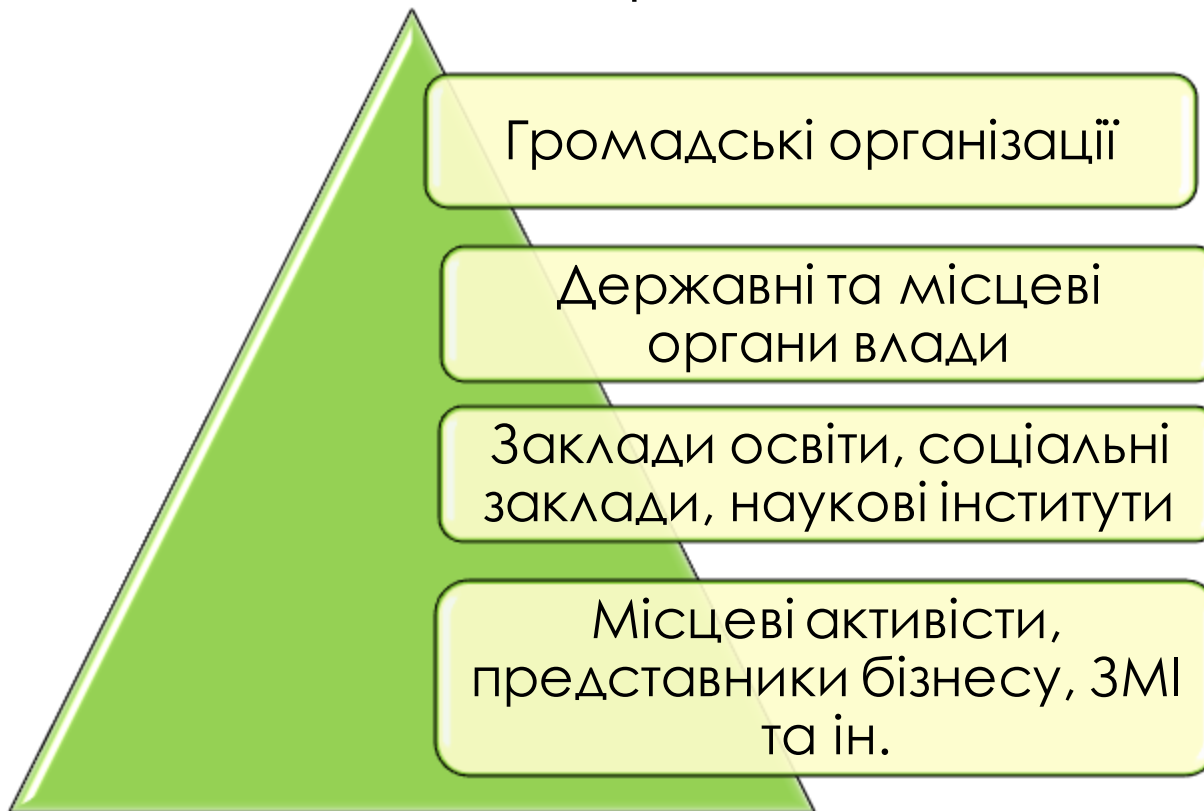 Громадські організації
Державні та місцеві
органи влади
Заклади освіти, соціальні
заклади, наукові інститути
Місцеві активісти,
представники бізнесу, ЗМІ
та ін.